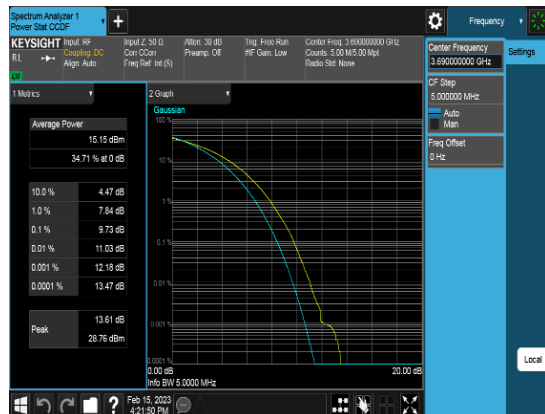 Spectrum Analyzer 1
Power Stat CCDF
+
Frequency
KEYSIGHT
RL
Input: RF
Coupling: DC
Align: Auto
Input Z: 50 Ω
Corr CCorr
Freq Ref: Int (S)
Atten: 30 dB
Preamp: Off
Trig: Free Run
#IF Gain: Low
Center Freq: 3.690000000 GHz
Counts: 5.00 M/5.00 Mpt
Radio Std: None
Center Frequency
3.690000000 GHz
Settings
CF Step
5.000000 MHz
Auto
Man
Freq Offset
0 Hz
1 Metrics
Average Power
15.15 dBm
34.71 % at 0 dB
10.0 % 4.47 dB
1.0 % 7.84 dB
0.1 % 9.73 dB
0.01 % 11.03 dB
0.001 % 12.18 dB
0.0001 % 13.47 dB
Peak
13.61 dB
28.76 dBm
2 Graph
Gaussian
100 %
10 %
1 %
0.1 %
0.01 %
0.001 %
0.0001 %
0.00 dB
20.00 dB
Info BW 5.0000 MHz
Local
?
Feb 15, 2023
4:21:50 PM